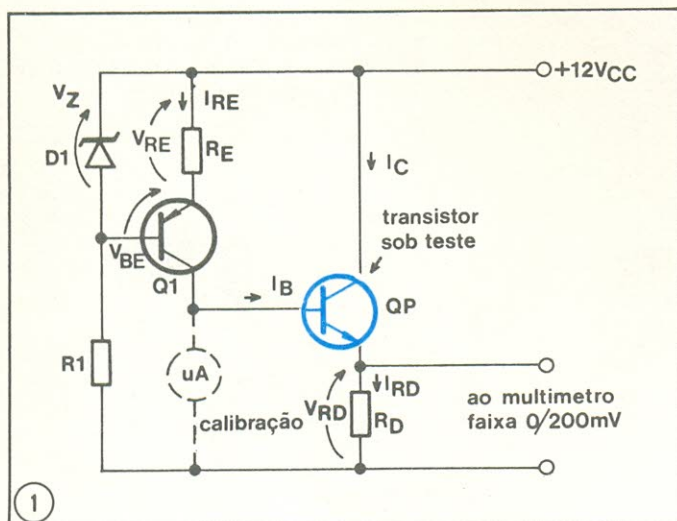 +12VCC
VZ
IRE
VRE
RE
D1
IC
transistor
sob teste
VBE
Q1
IB
QP
R1
uA
IRD
VRD
RD
calibração
ao multimetro
faixa 0/200mV
1